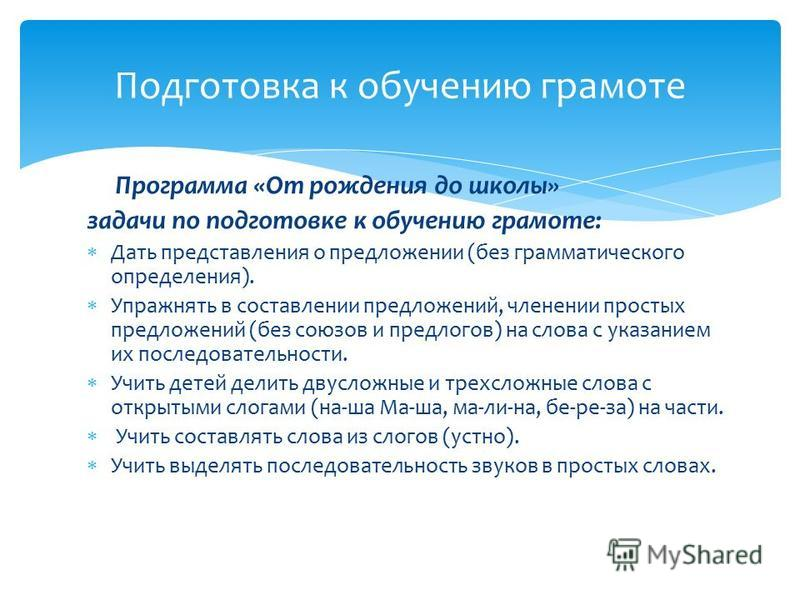 Подготовка к обучению грамоте
Программа «От рождения до школы»
задачи по подготовке к обучению грамоте:
Дать представления о предложении (без грамматического
определения).
Упражнять в составлении предложений, членении простых
предложений (без союзов и предлогов) на слова с указанием
их последовательности.
Учить детей делить двусложные и трехсложные слова с
открытыми слогами (на-ша Ма-ша, ма-ли-на, бе-ре-за) на части.
Учить составлять слова из слогов (устно).
Учить выделять последовательность звуков в простых словах.
MyShared